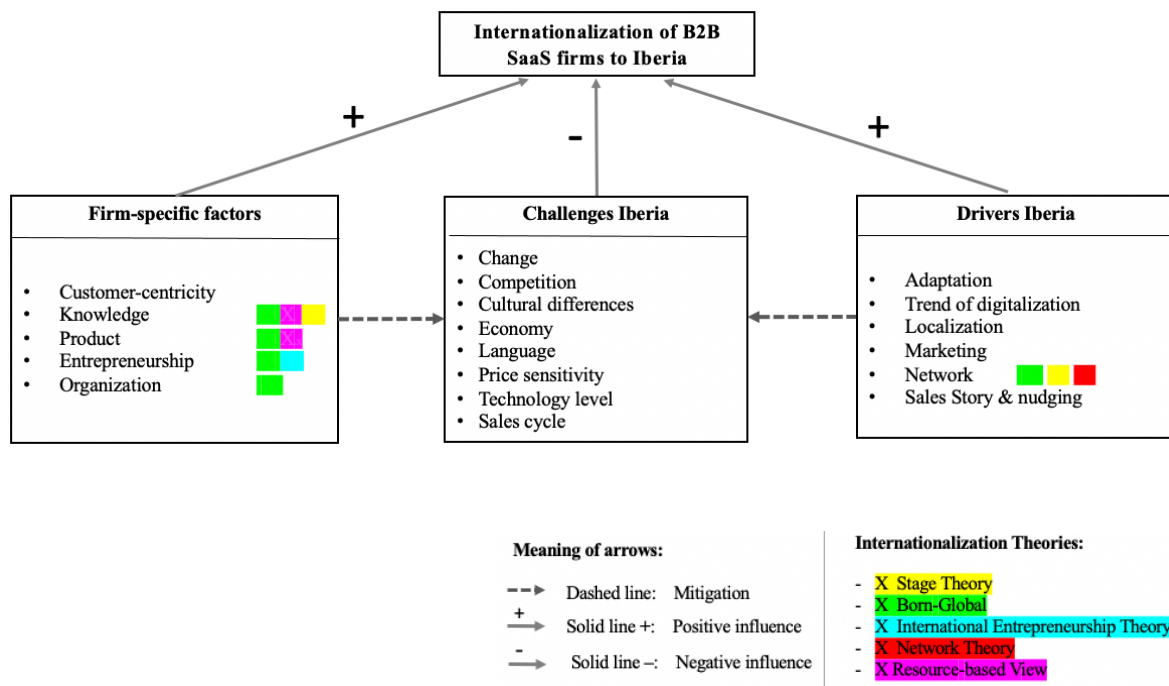 Internationalization of B2B
SaaS firms to Iberia
+
-
+
Firm-specific factors
• Customer-centricity
• Knowledge X
• Product X
• Entrepreneurship
• Organization
Challenges Iberia
• Change
• Competition
• Cultural differences
• Economy
• Language
• Price sensitivity
• Technology level
• Sales cycle
Drivers Iberia
• Adaptation
• Trend of digitalization
• Localization
• Marketing
• Network
• Sales Story & nudging
Meaning of arrows:
Dashed line: Mitigation
+
Solid line +: Positive influence
-
Solid line –: Negative influence
Internationalization Theories:
- X Stage Theory
- X Born-Global
- X International Entrepreneurship Theory
- X Network Theory
- X Resource-based View